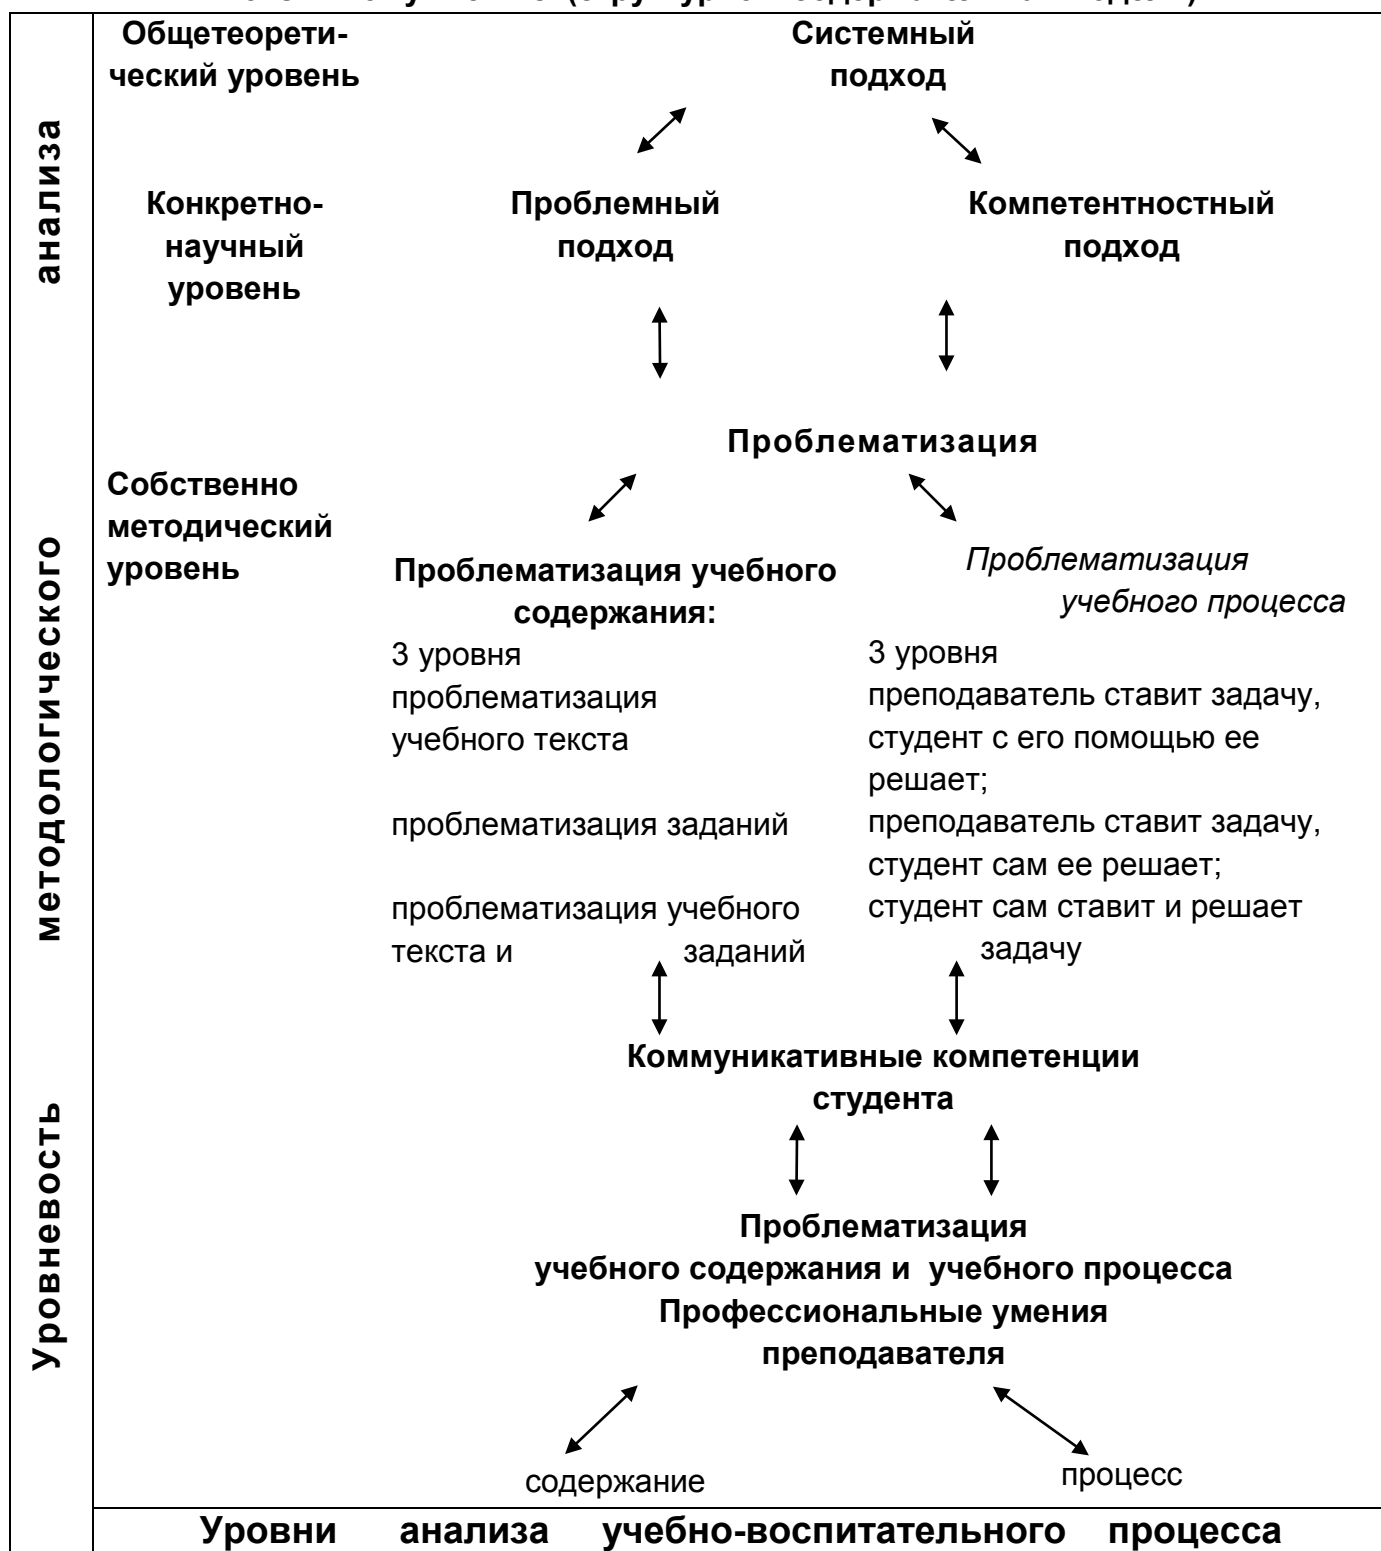 (структурно-содержательная модель)
Общетеорети-
ческий уровень
Системный
подход
Конкретно-
научный
уровень
Проблемный
подход
Компетентностный
подход
Проблематизация
Собственно
методический
уровень
Проблематизация учебного
содержания:
3 уровня
проблематизация
учебного текста
проблематизация заданий
проблематизация учебного
текста и заданий
Проблематизация
учебного процесса
3 уровня
преподаватель ставит задачу,
студент с его помощью ее
решает;
преподаватель ставит задачу,
студент сам ее решает;
студент сам ставит и решает
задачу
Коммуникативные компетенции
студента
Проблематизация
учебного содержания и учебного процесса
Профессиональные умения
преподавателя
содержание
процесс
Уровневость методологического анализа
Уровни анализа учебно-воспитательного процесса